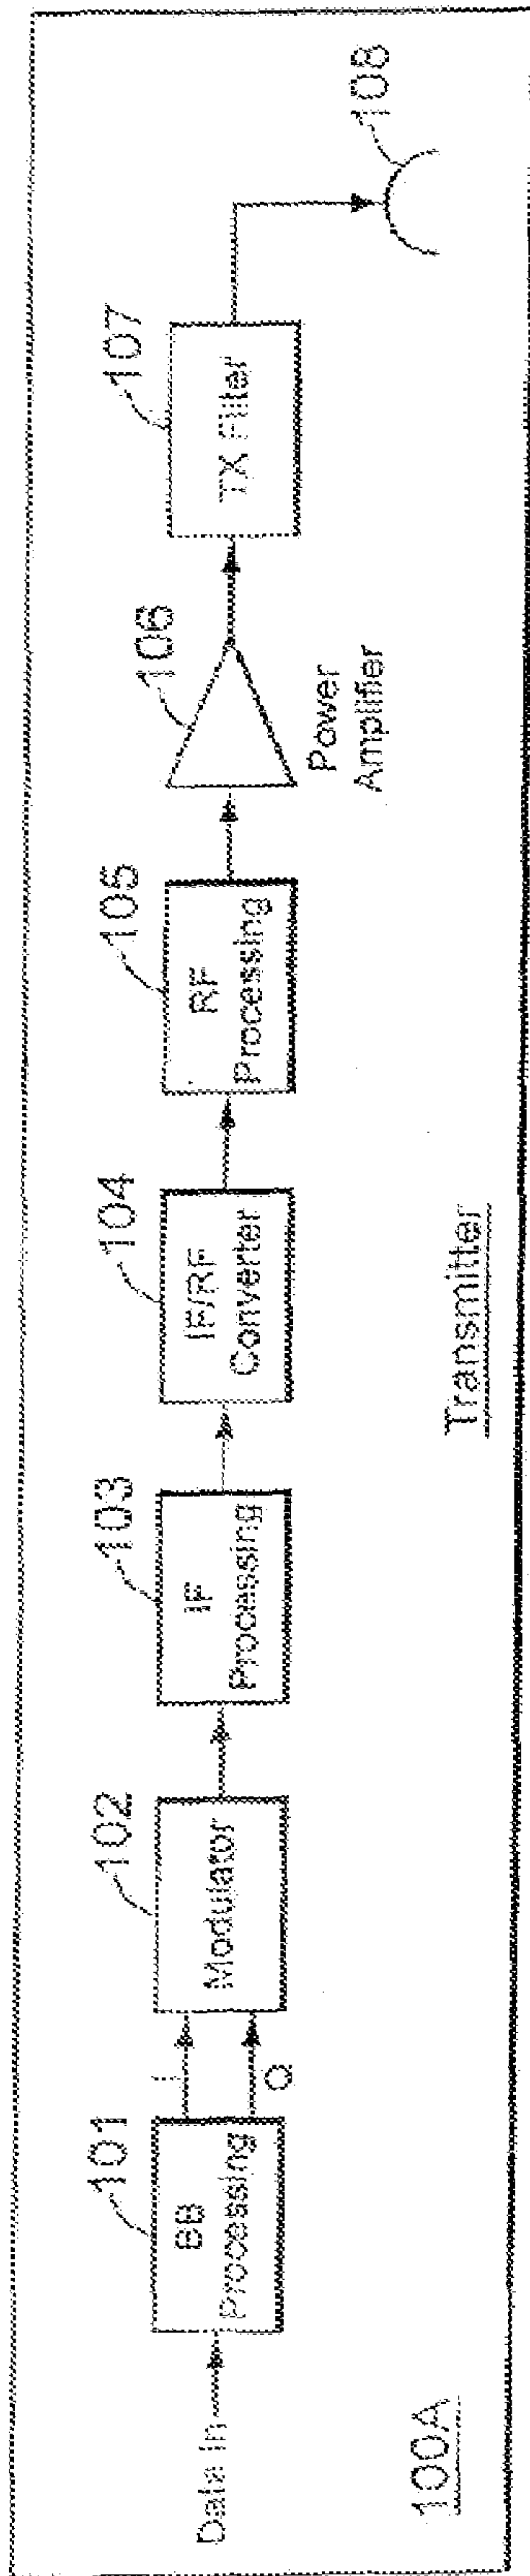 Data In
101
BB
Processing
I
Q
102
Modulator
103
IF
Processing
104
IF/RF
Converter
105
RF
Processing
106
Power
Amplifier
107
TX Filter
108
100A
Transmitter